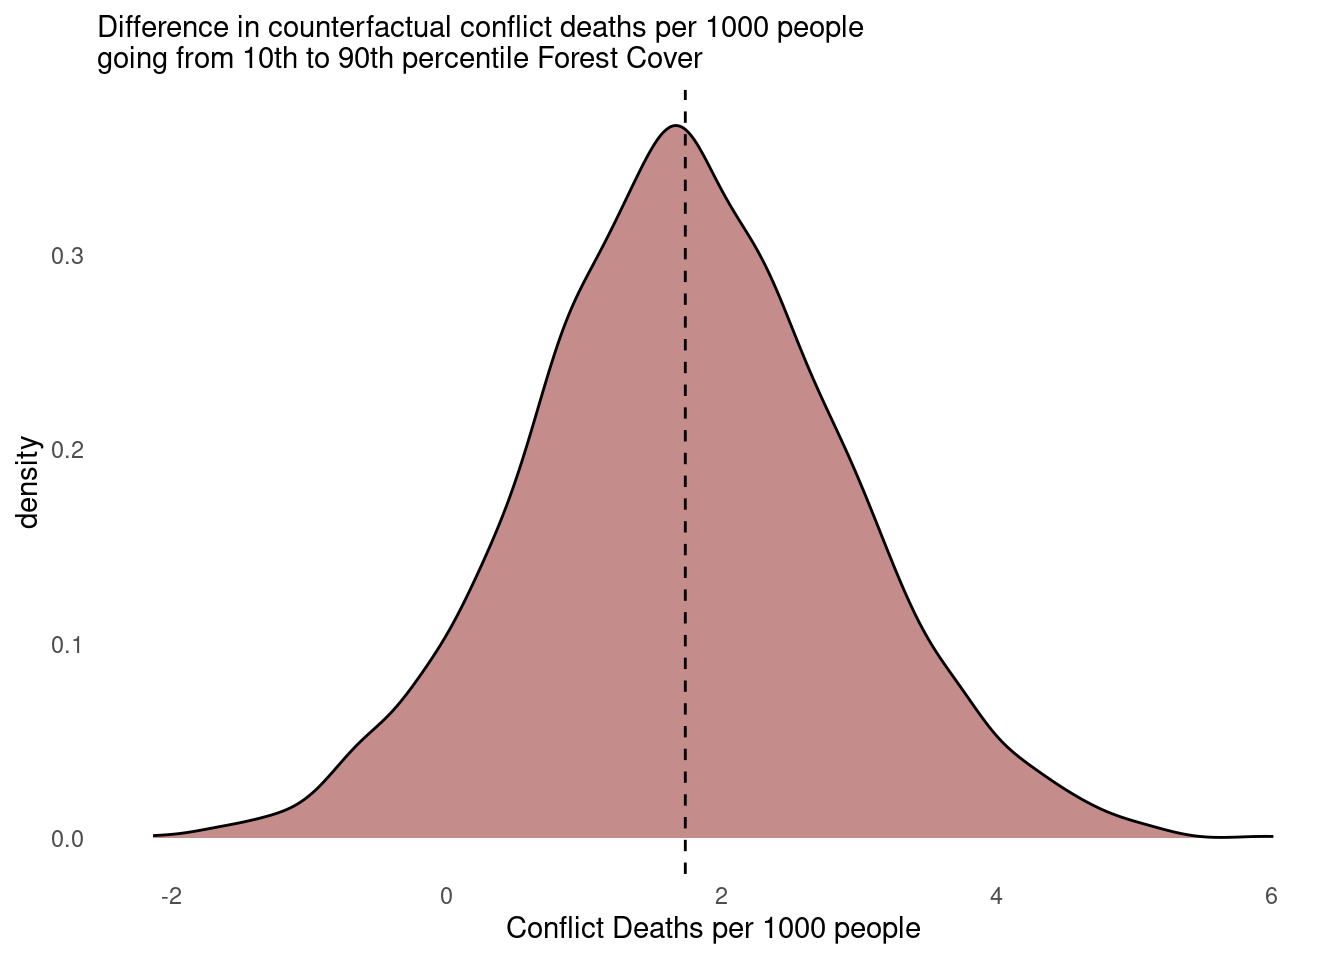 Difference in counterfactual conflict deaths per 1000 people
going from 10th to 90th percentile Forest Cover
density
0.3
0.2
0.1
0.0
-2
0
2
4
6
Conflict Deaths per 1000 people